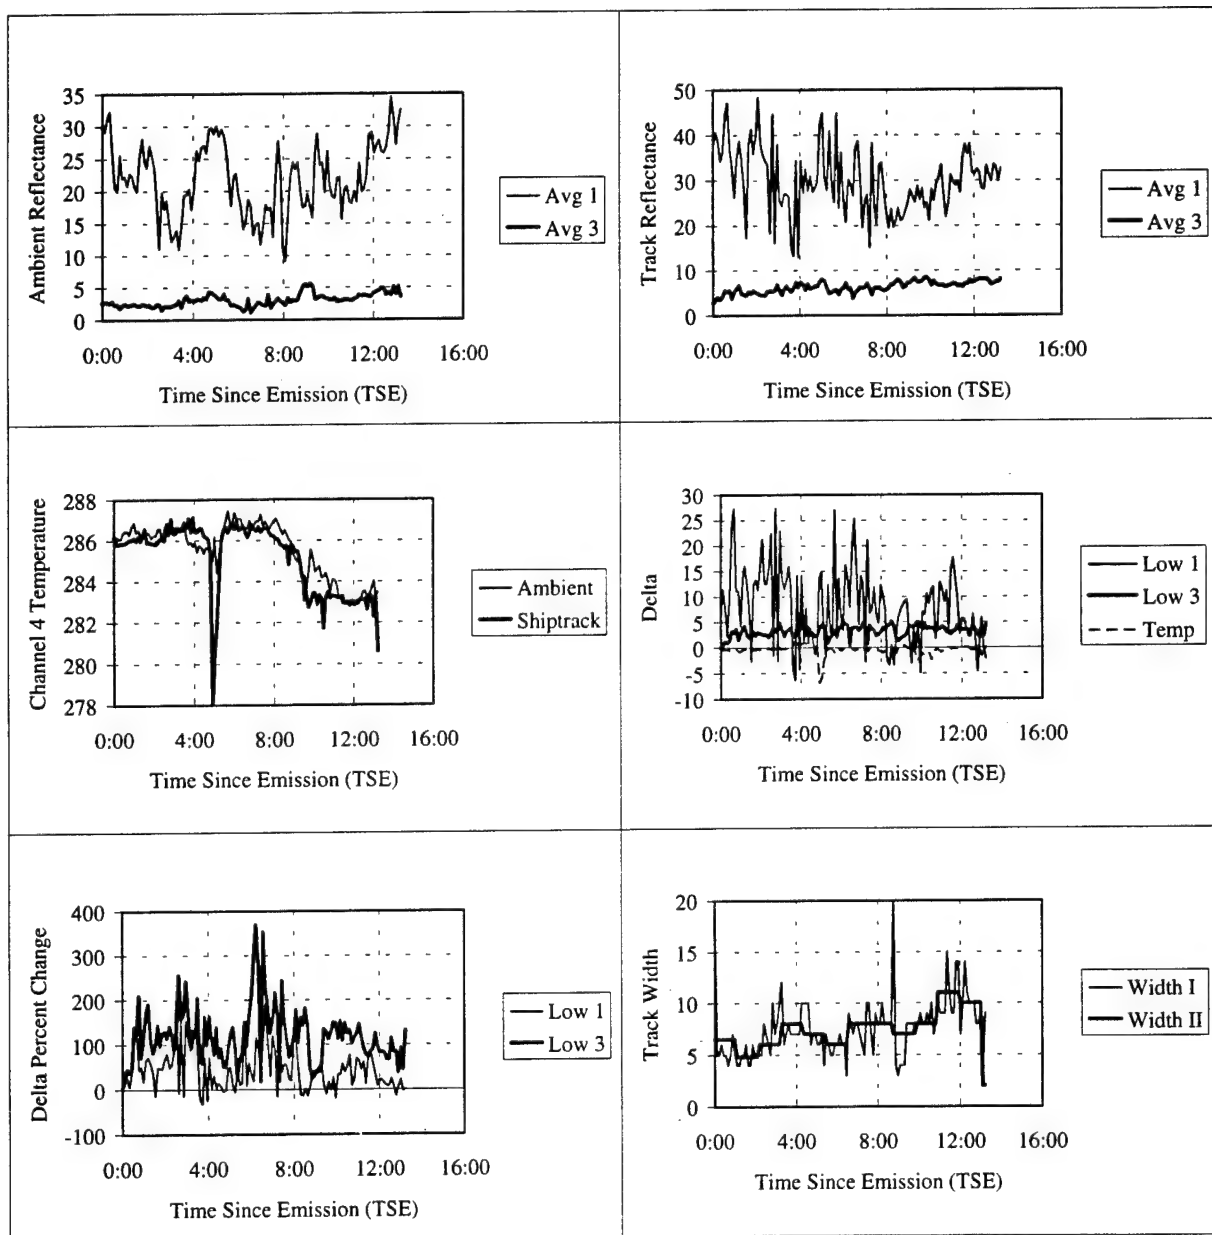 Ambient Reflectance
35
30
25
20
15
10
5
0
0:00 4:00 8:00 12:00 16:00
Time Since Emission (TSE)
Avg 1
Avg 3
Track Reflectance
50
40
30
20
10
0
0:00 4:00 8:00 12:00 16:00
Time Since Emission (TSE)
Avg 1
Avg 3
Channel 4 Temperature
288
286
284
282
280
278
0:00 4:00 8:00 12:00 16:00
Time Since Emission (TSE)
Ambient
Shiptrack
Delta
30
25
20
15
10
5
0
-5
-10
0:00 4:00 8:00 12:00 16:00
Time Since Emission (TSE)
Low 1
Low 3
Temp
Delta Percent Change
400
300
200
100
0
-100
0:00 4:00 8:00 12:00 16:00
Time Since Emission (TSE)
Low 1
Low 3
Track Width
20
15
10
5
0
0:00 4:00 8:00 12:00 16:00
Time Since Emission (TSE)
Width I
Width II